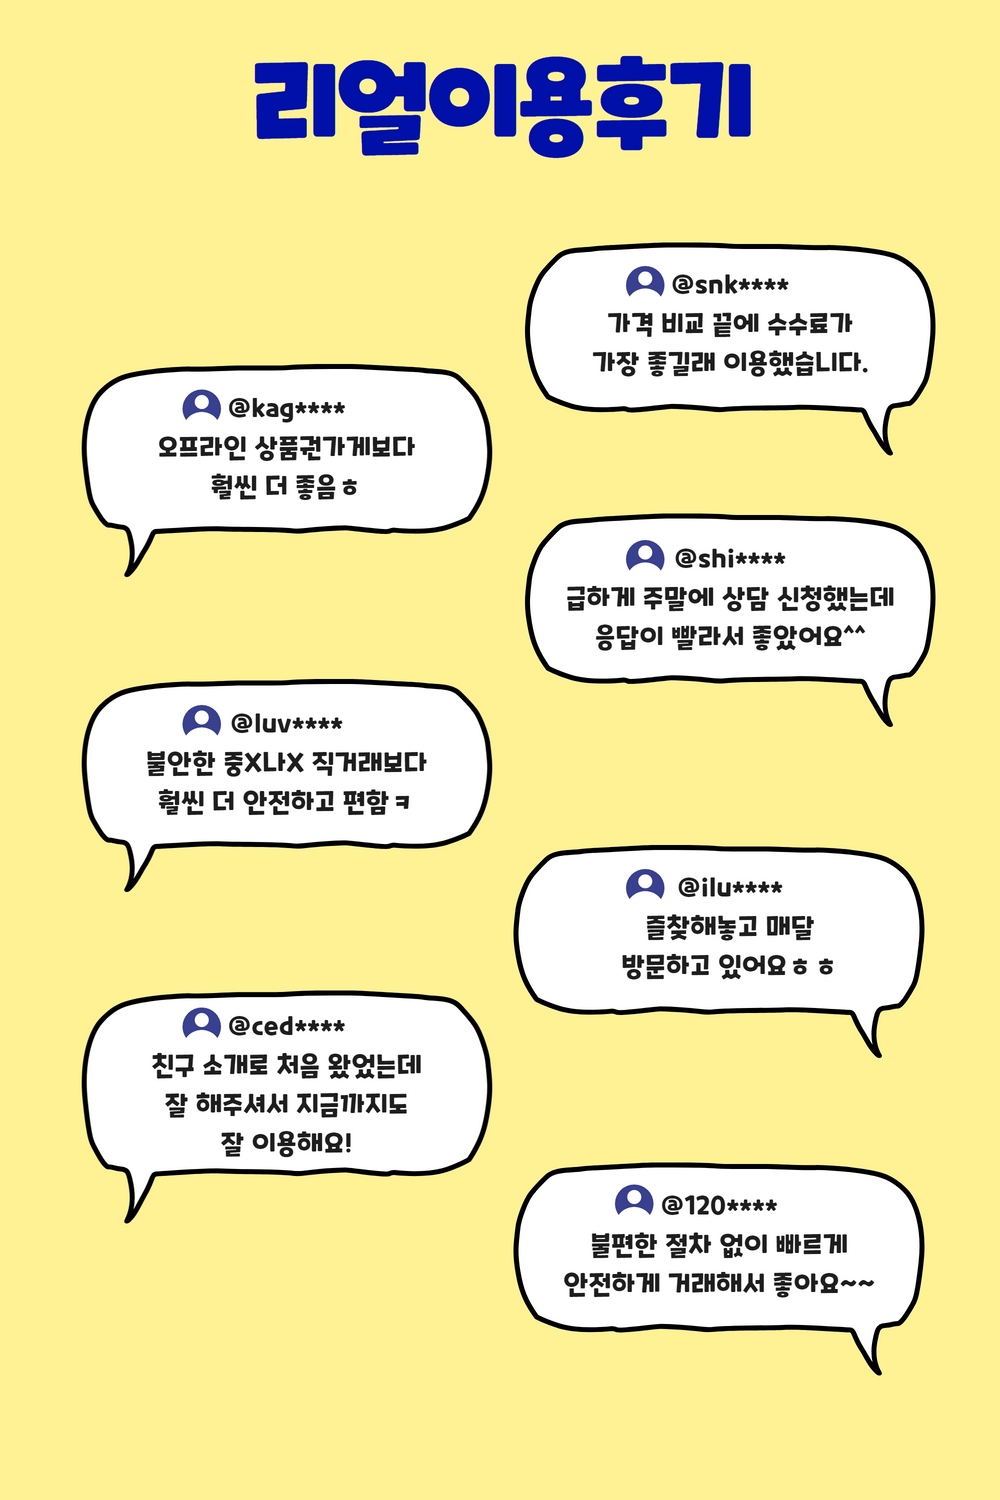 리얼이용후기
@snk****
가격 비교 끝에 수수료가
가장 좋길래 이용했습니다.
@kag****
오프라인 상품권가게보다
훨씬 더 좋음ㅎ
@shi****
급하게 주말에 상담 신청했는데
응답이 빨라서 좋았어요^^
@luv****
불안한 중X나X 직거래보다
훨씬 더 안전하고 편함ㅋ
@ilu****
즐찾해놓고 매달
방문하고 있어요ㅎㅎ
@ced****
친구 소개로 처음 왔었는데
잘 해주셔서 지금까지도
잘 이용해요!
@120****
불편한 절차 없이 빠르게
안전하게 거래해서 좋아요~~